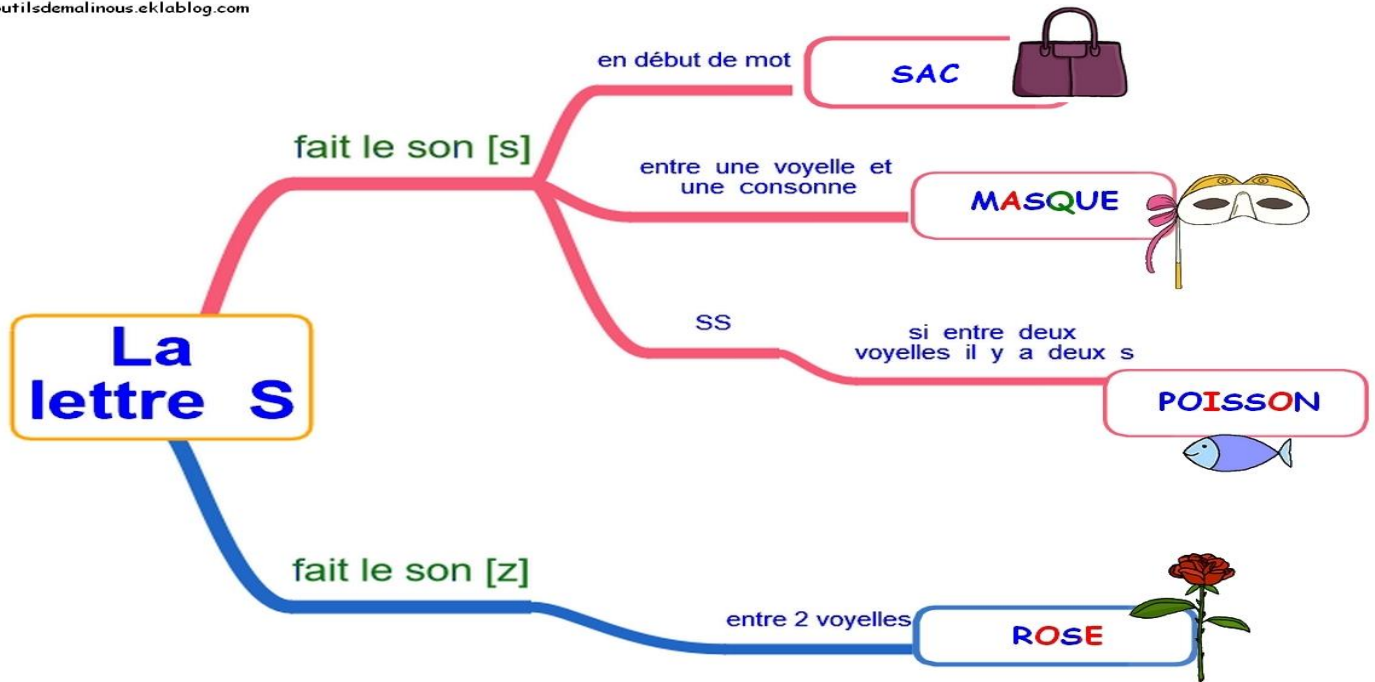 outilsdemalinous.eklablog.com
en début de mot
SAC
fait le son [s]
entre une voyelle et
une consonne
MASQUE
SS
si entre deux
voyelles il y a deux s
POISSON
La
lettre S
fait le son [z]
entre 2 voyelles
ROSE